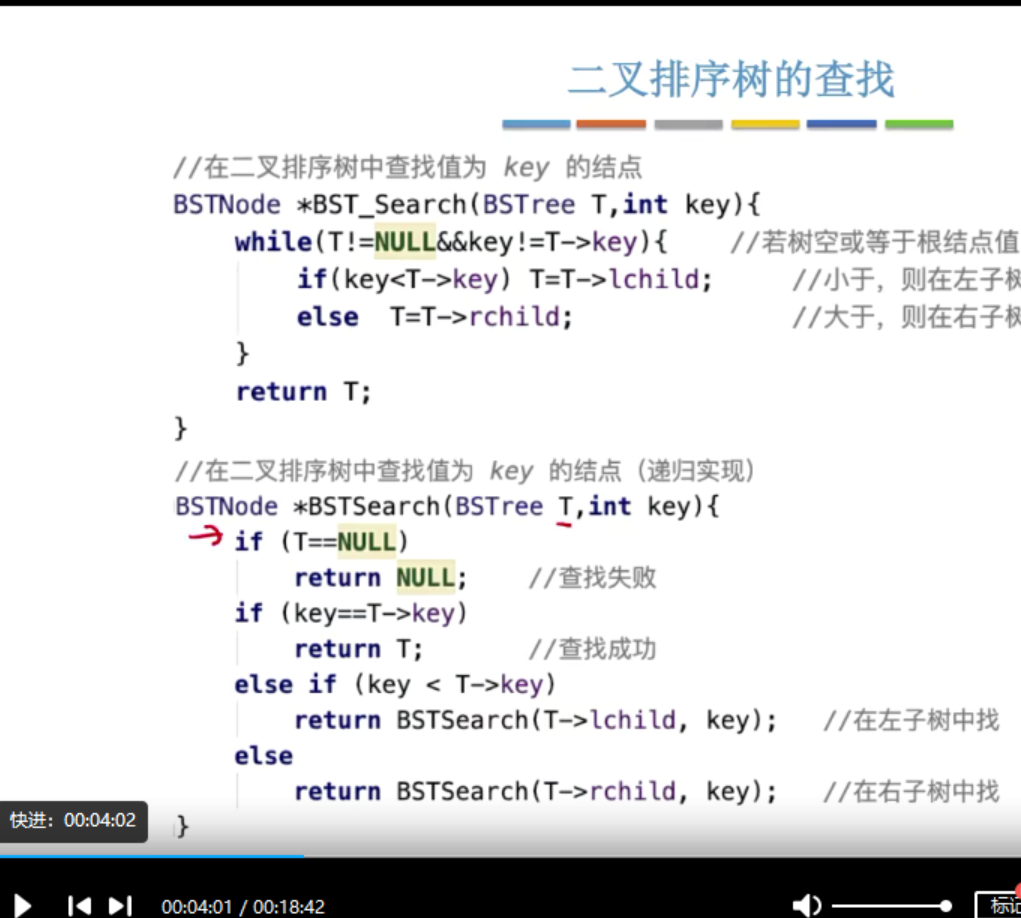 二叉排序树的查找
//在二叉排序树中查找值为 key 的结点
BSTNode *BST_Search(BSTree T,int key){
while(T!=NULL&&key!=T->key){ //若树空或等于根结点值
if(key<T->key) T=T->lchild; //小于，则在左子树
else T=T->rchild; //大于，则在右子树
}
return T;
}
//在二叉排序树中查找值为 key 的结点（递归实现）
BSTNode *BSTSearch(BSTree T,int key){
if (T==NULL)
return NULL; //查找失败
if (key==T->key)
return T; //查找成功
else if (key < T->key)
return BSTSearch(T->lchild, key); //在左子树中找
else
return BSTSearch(T->rchild, key); //在右子树中找
}
快进：00:04:02
00:04:01 / 00:18:42
标记